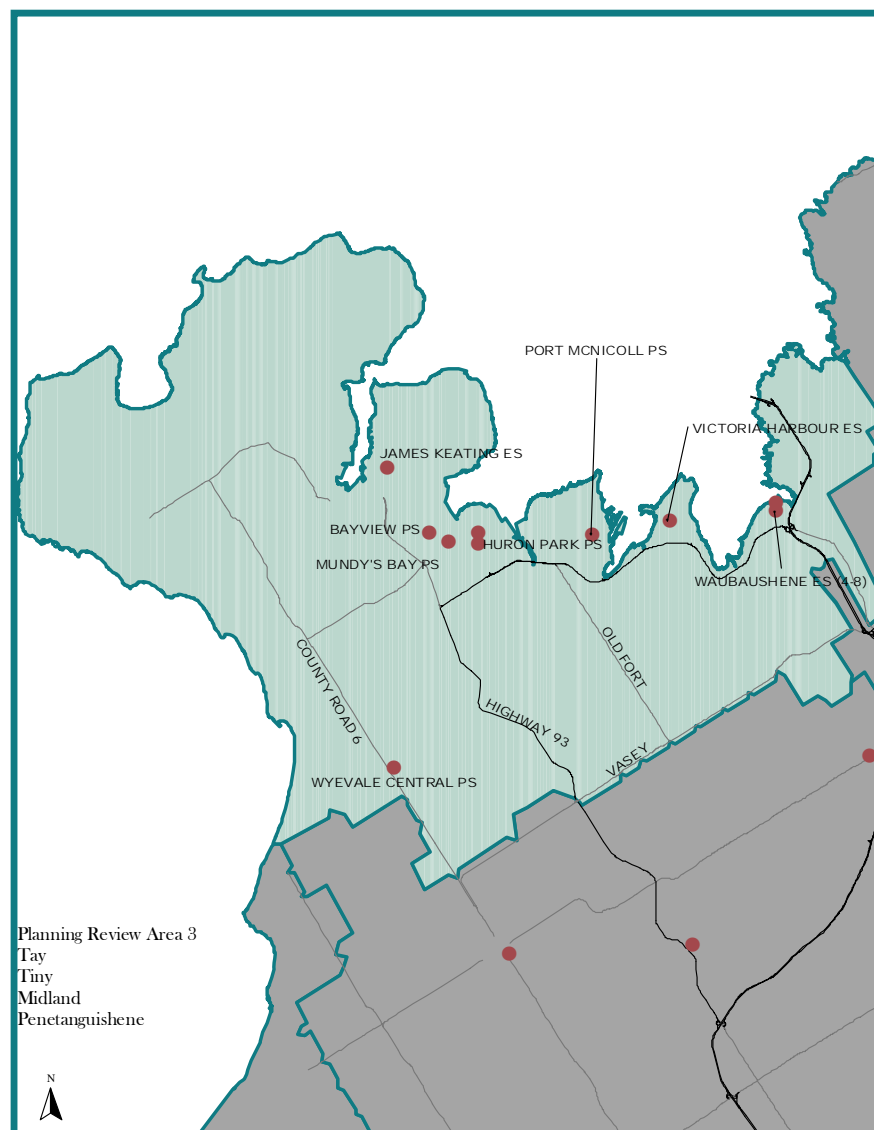 PORT MCNICOLL PS
VICTORIA HARBOUR ES
JAMES KEATING ES
BAYVIEW PS
HURON PARK PS
MUNDY'S BAY PS
WAUBAUSHENE ES (4-8)
OLD FORT
COUNTY ROAD 6
HIGHWAY 93
VASEY
WYEVALE CENTRAL PS
Planning Review Area 3
Tay
Tiny
Midland
Penetanguishene
N